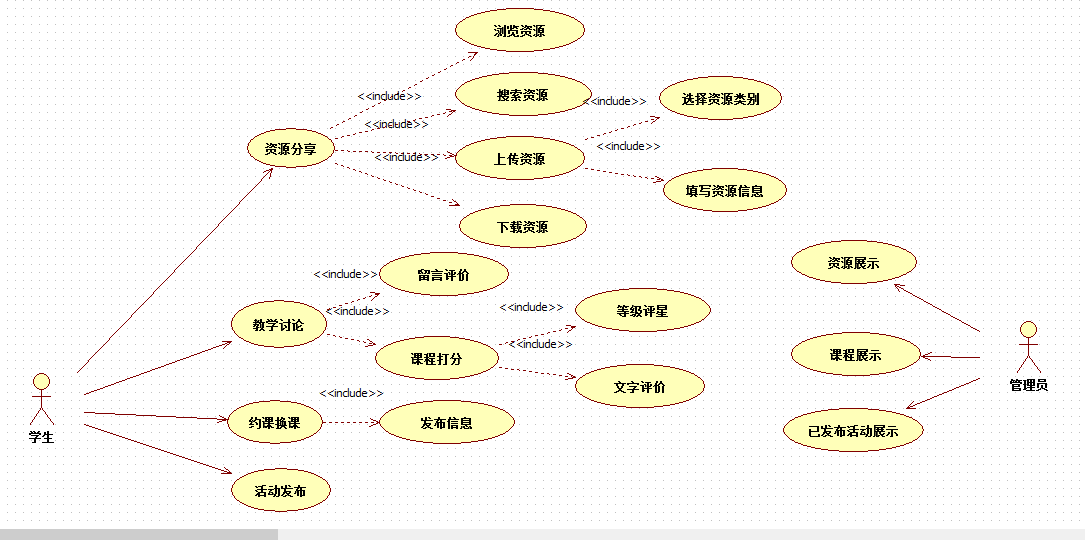 浏览资源
<<include>>
搜索资源
<<include>>
选择资源类别
<<include>>
资源分享
<<include>>
上传资源
<<include>>
填写资源信息
下载资源
<<include>>
留言评价
资源展示
<<include>>
<<include>>
等级评星
教学讨论
<<include>>
课程打分
课程展示
文字评价
管理员
<<include>>
学生
约课换课
发布信息
已发布活动展示
活动发布